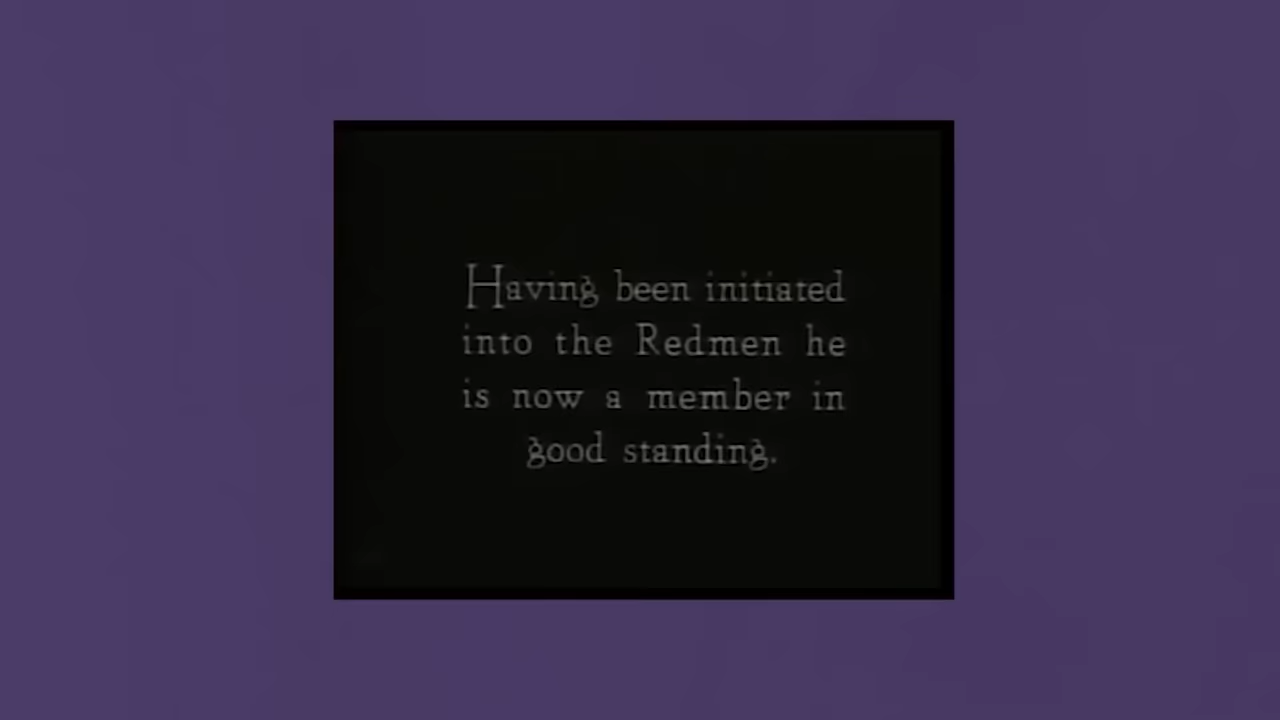 Having been initiated
into the Redmen he
is now a member in
good standing.